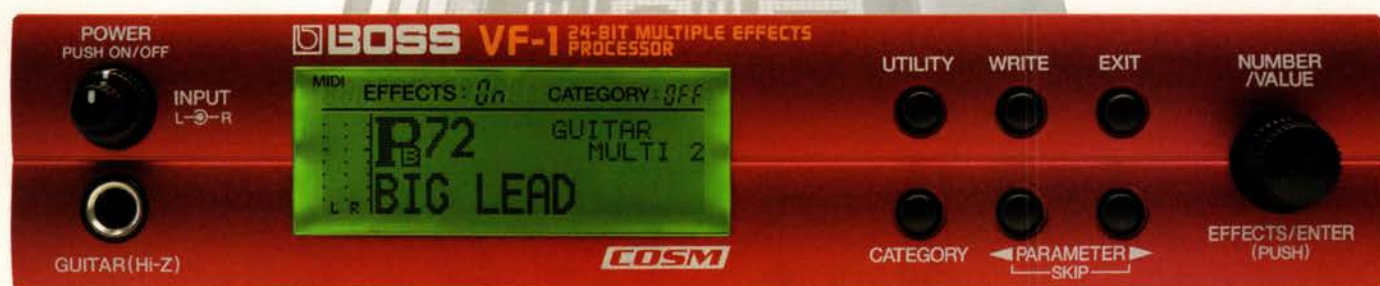 POWER
PUSH ON/OFF
INPUT
L R
GUITAR(Hi-Z)
BOSS VF-1 24-BIT MULTIPLE EFFECTS
PROCESSOR
MIDI EFFECTS: On CATEGORY: OFF
PB72 GUITAR
MULTI 2
L R BIG LEAD
COSM
UTILITY WRITE EXIT
CATEGORY ◄PARAMETER►
SKIP
NUMBER
/VALUE
EFFECTS/ENTER
(PUSH)